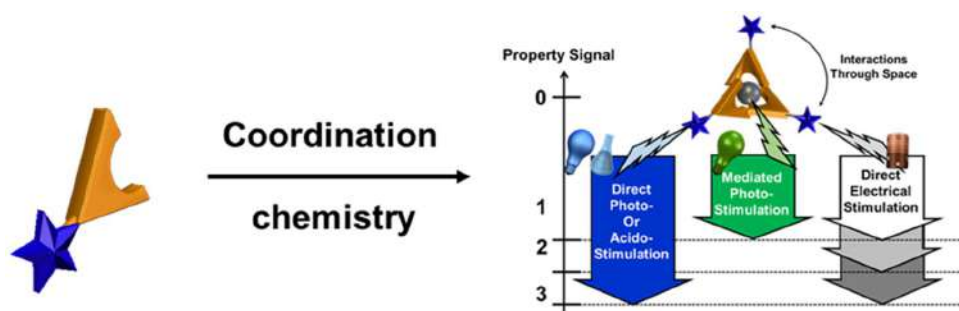 Coordination
chemistry
Property Signal
0
1
2
3
Interactions
Through Space
Direct
Photo-
Or
Acido-
Stimulation
Mediated
Photo-
Stimulation
Direct
Electrical
Stimulation